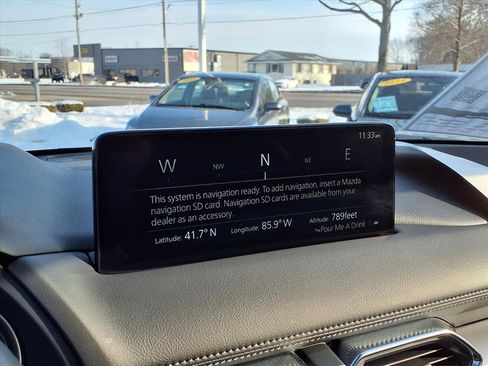 11:33 am
W NW N NE E
This system is navigation ready. To add navigation, insert a Mazda
navigation SD card. Navigation SD cards are available from your
dealer as an accessory.
Latitude: 41.7° N Longitude: 85.9° W Altitude: 789feet
Pour Me A Drink